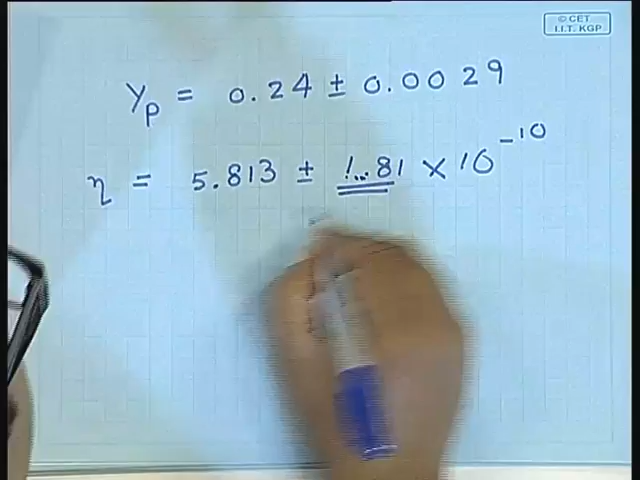 © CET
I.I.T. KGP
Yp = 0.24 ± 0.0029
η = 5.813 ± 1...81 × 10⁻¹⁰